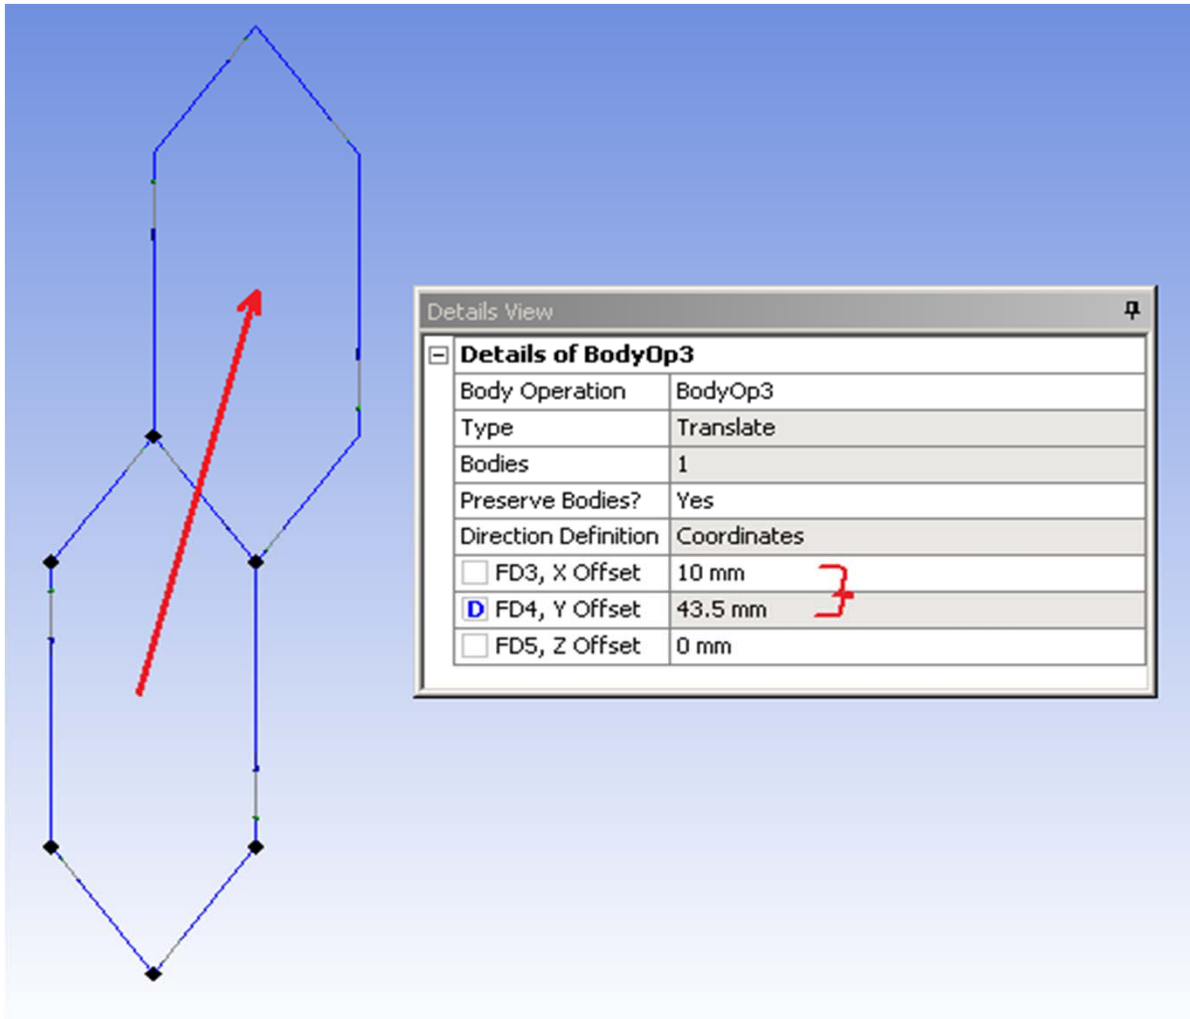 Details View
Details of BodyOp3
Body Operation BodyOp3
Type Translate
Bodies 1
Preserve Bodies? Yes
Direction Definition Coordinates
FD3, X Offset 10 mm
D FD4, Y Offset 43.5 mm
FD5, Z Offset 0 mm